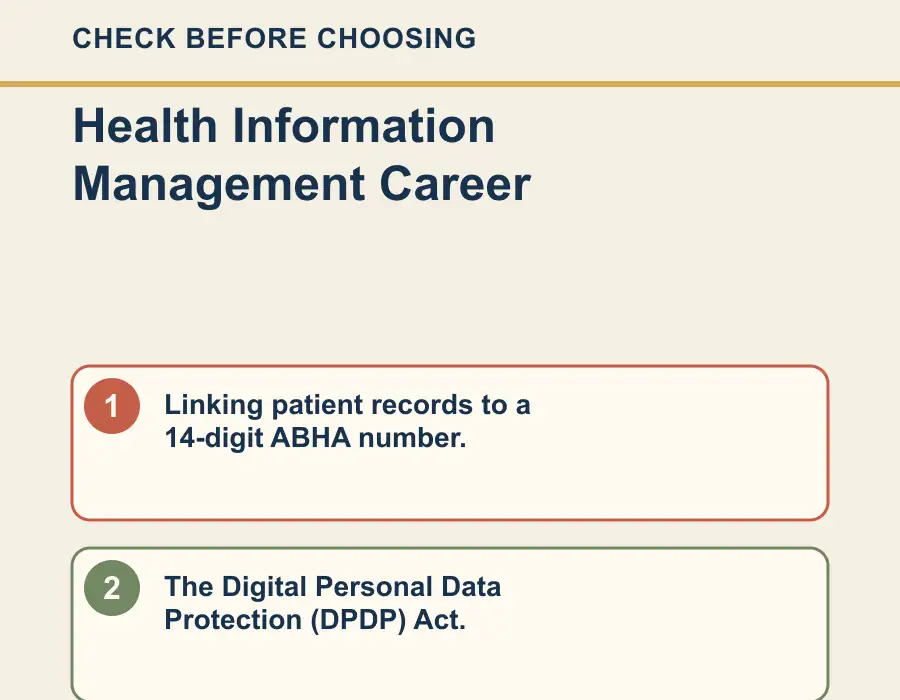 CHECK BEFORE CHOOSING
Health Information
Management Career
1
Linking patient records to a
14-digit ABHA number.
2
The Digital Personal Data
Protection (DPDP) Act.